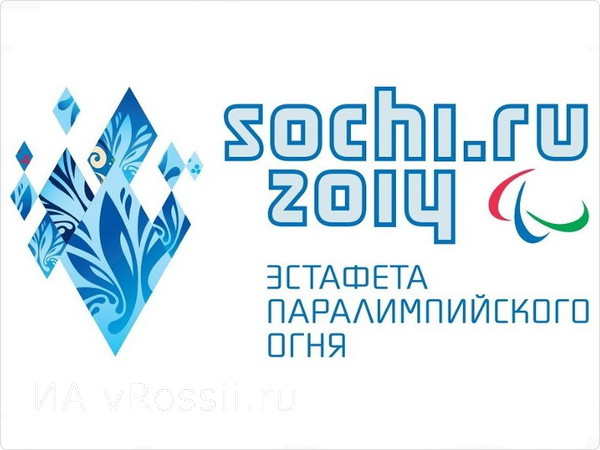 sochi.ru
2014
ЭСТАФЕТА
ПАРАЛИМПИЙСКОГО
ОГНЯ
ИА vRossii.ru